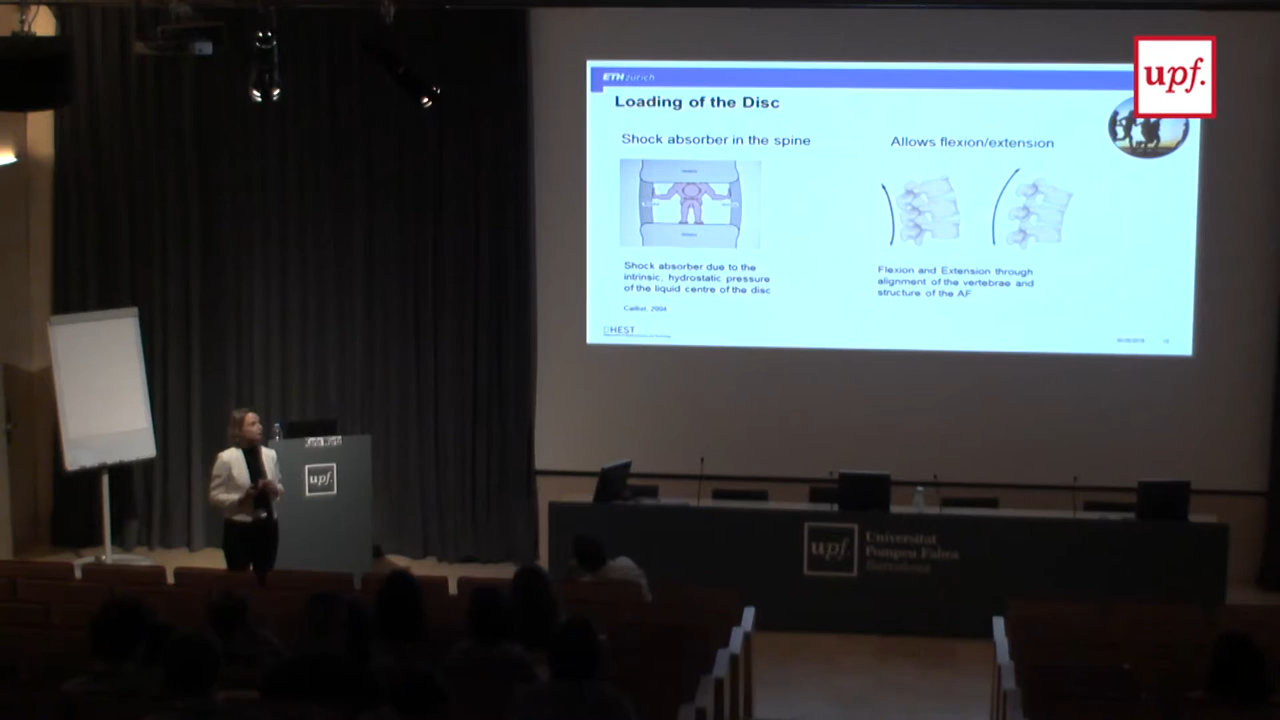 ETH zürich
upf.
Loading of the Disc
Shock absorber in the spine
Allows flexion/extension
Shock absorber due to the
intrinsic, hydrostatic pressure
of the liquid centre of the disc
Flexion and Extension through
alignment of the vertebrae and
structure of the AF
HEST
upf.
upf.
Universitat
Pompeu Fabra
Barcelona